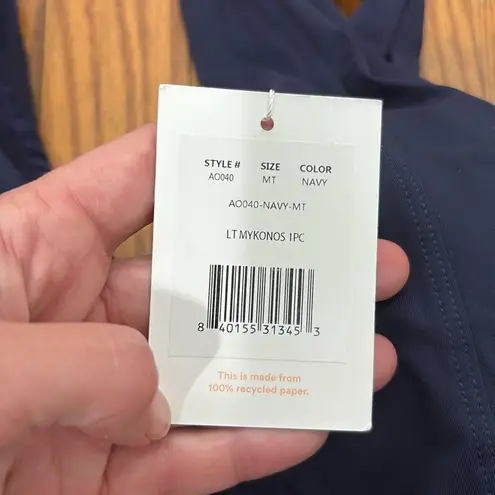 STYLE # SIZE COLOR
AO040 MT NAVY
AO040-NAVY-MT
LT MYKONOS 1PC
8 40155 31345 3
This is made from
100% recycled paper.